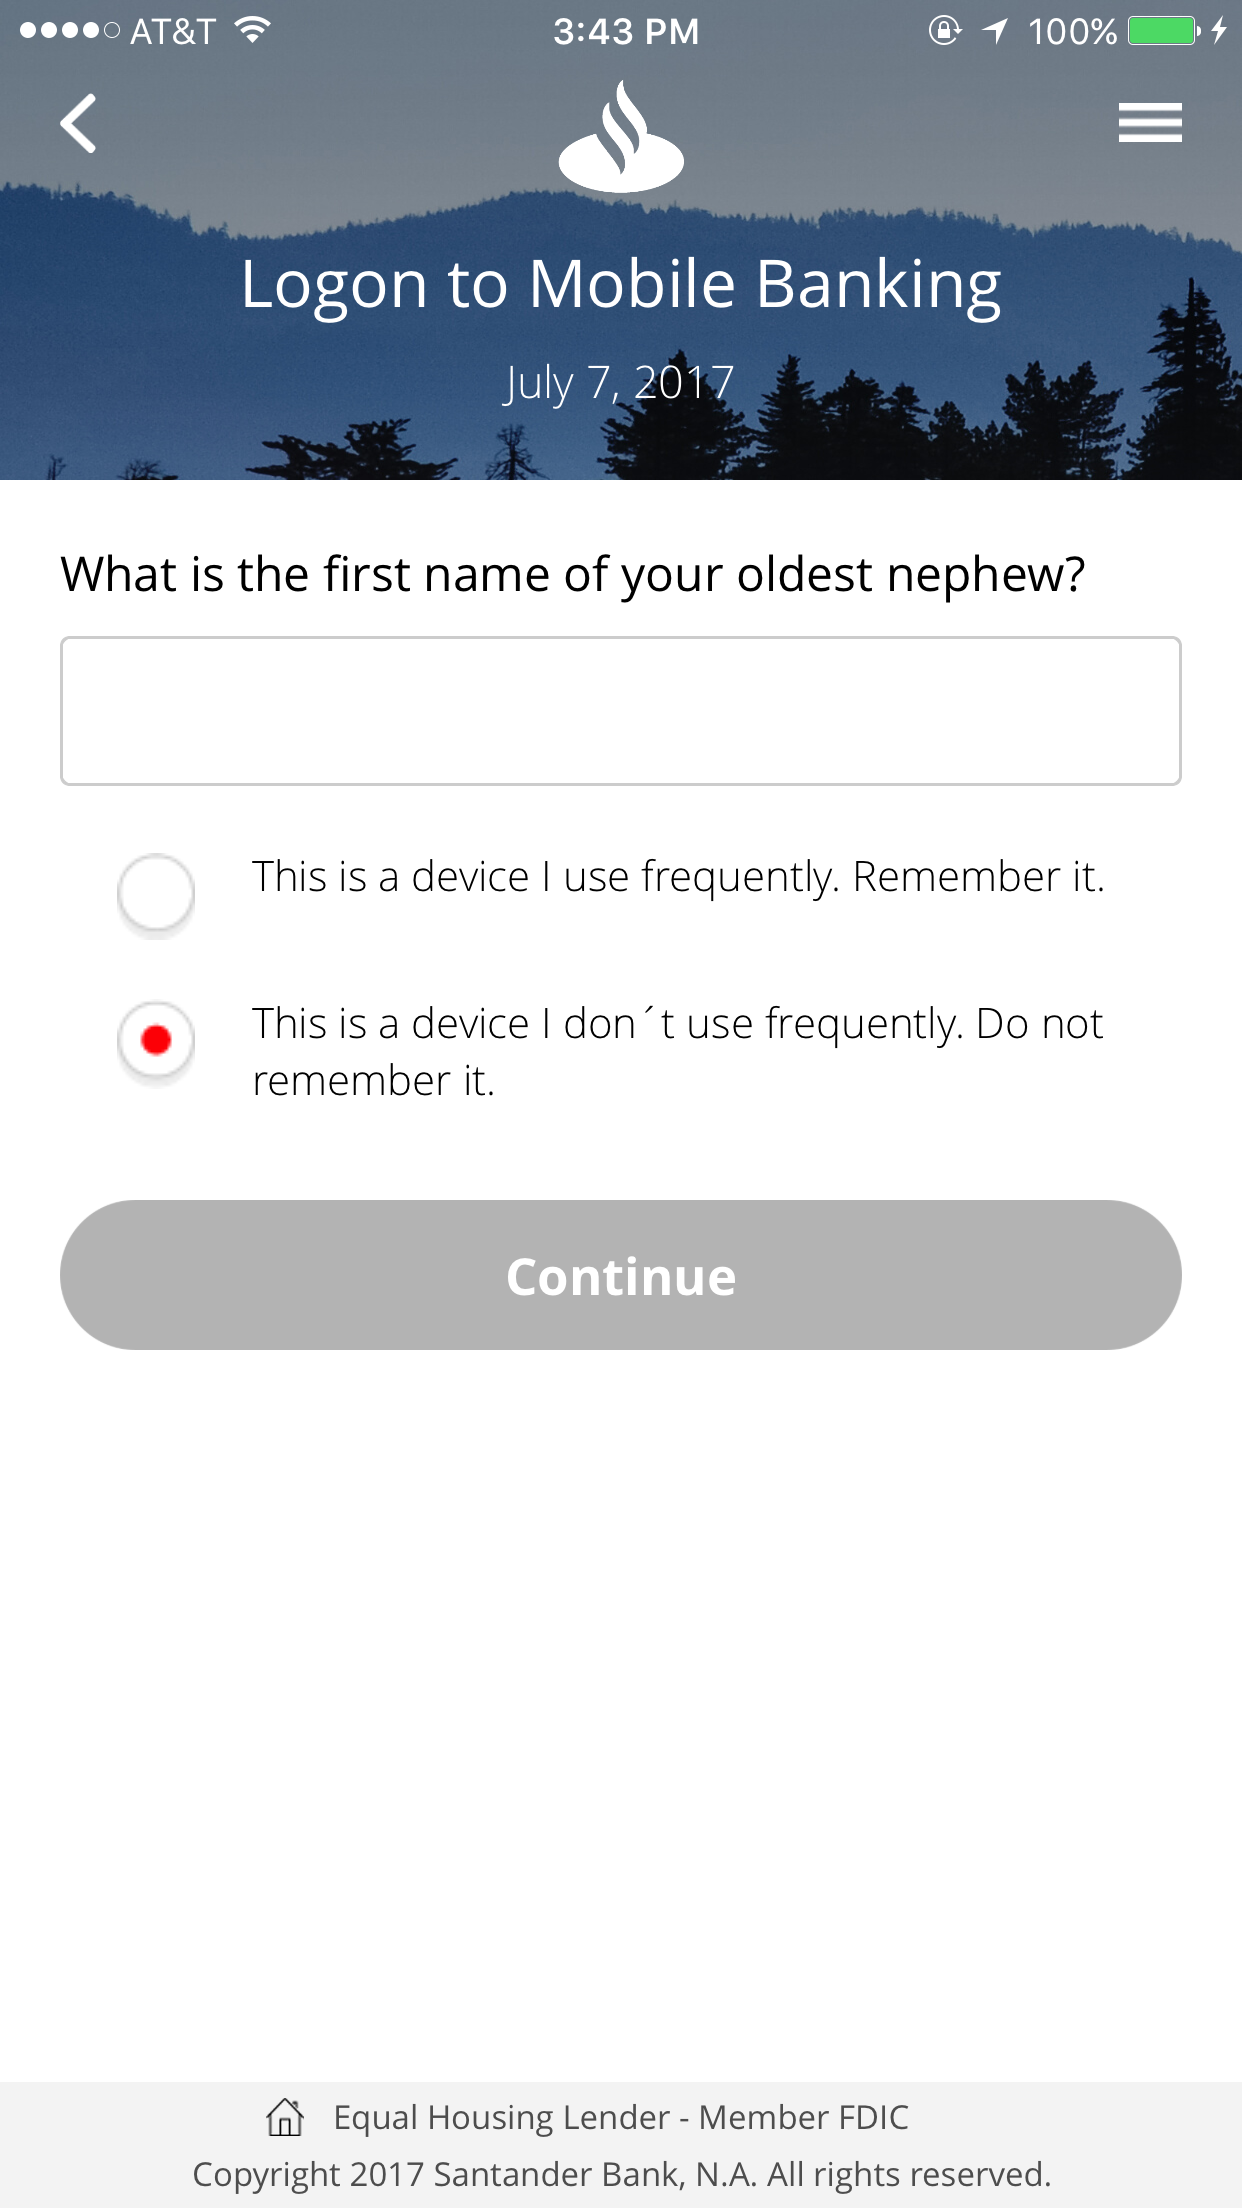 AT&T 3:43 PM 100%
Logon to Mobile Banking
July 7, 2017
What is the first name of your oldest nephew?
This is a device I use frequently. Remember it.
This is a device I don´t use frequently. Do not
remember it.
Continue
Equal Housing Lender - Member FDIC
Copyright 2017 Santander Bank, N.A. All rights reserved.